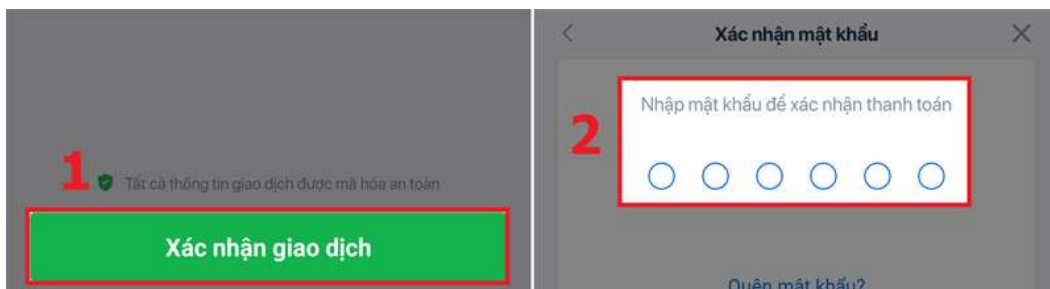 1
Tất cả thông tin giao dịch được mã hóa an toàn
Xác nhận giao dịch
Xác nhận mật khẩu
2
Nhập mật khẩu để xác nhận thanh toán
Quên mật khẩu?